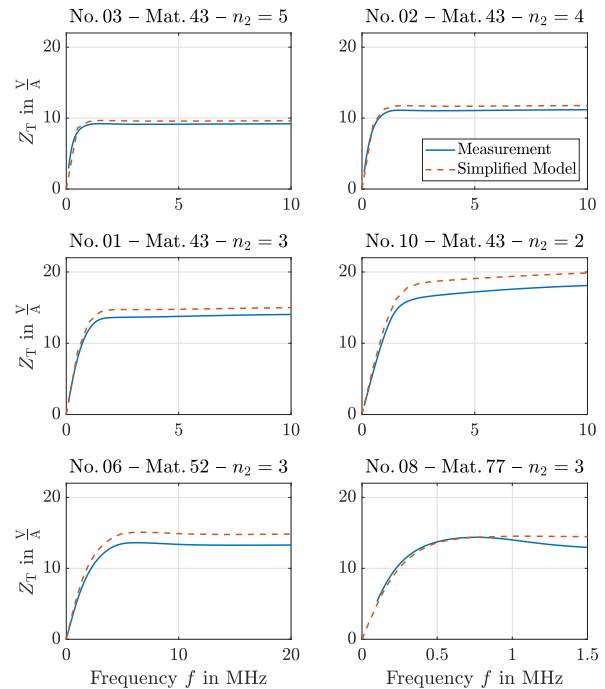 No. 03 – Mat. 43 – n₂ = 5
No. 02 – Mat. 43 – n₂ = 4
Z_T in V/A
20
10
0
0 5 10
20
10
0
0 5 10
Measurement
Simplified Model
No. 01 – Mat. 43 – n₂ = 3
No. 10 – Mat. 43 – n₂ = 2
Z_T in V/A
20
10
0
0 5 10
20
10
0
0 5 10
No. 06 – Mat. 52 – n₂ = 3
No. 08 – Mat. 77 – n₂ = 3
Z_T in V/A
20
10
0
0 10 20
Frequency f in MHz
20
10
0
0 0.5 1 1.5
Frequency f in MHz